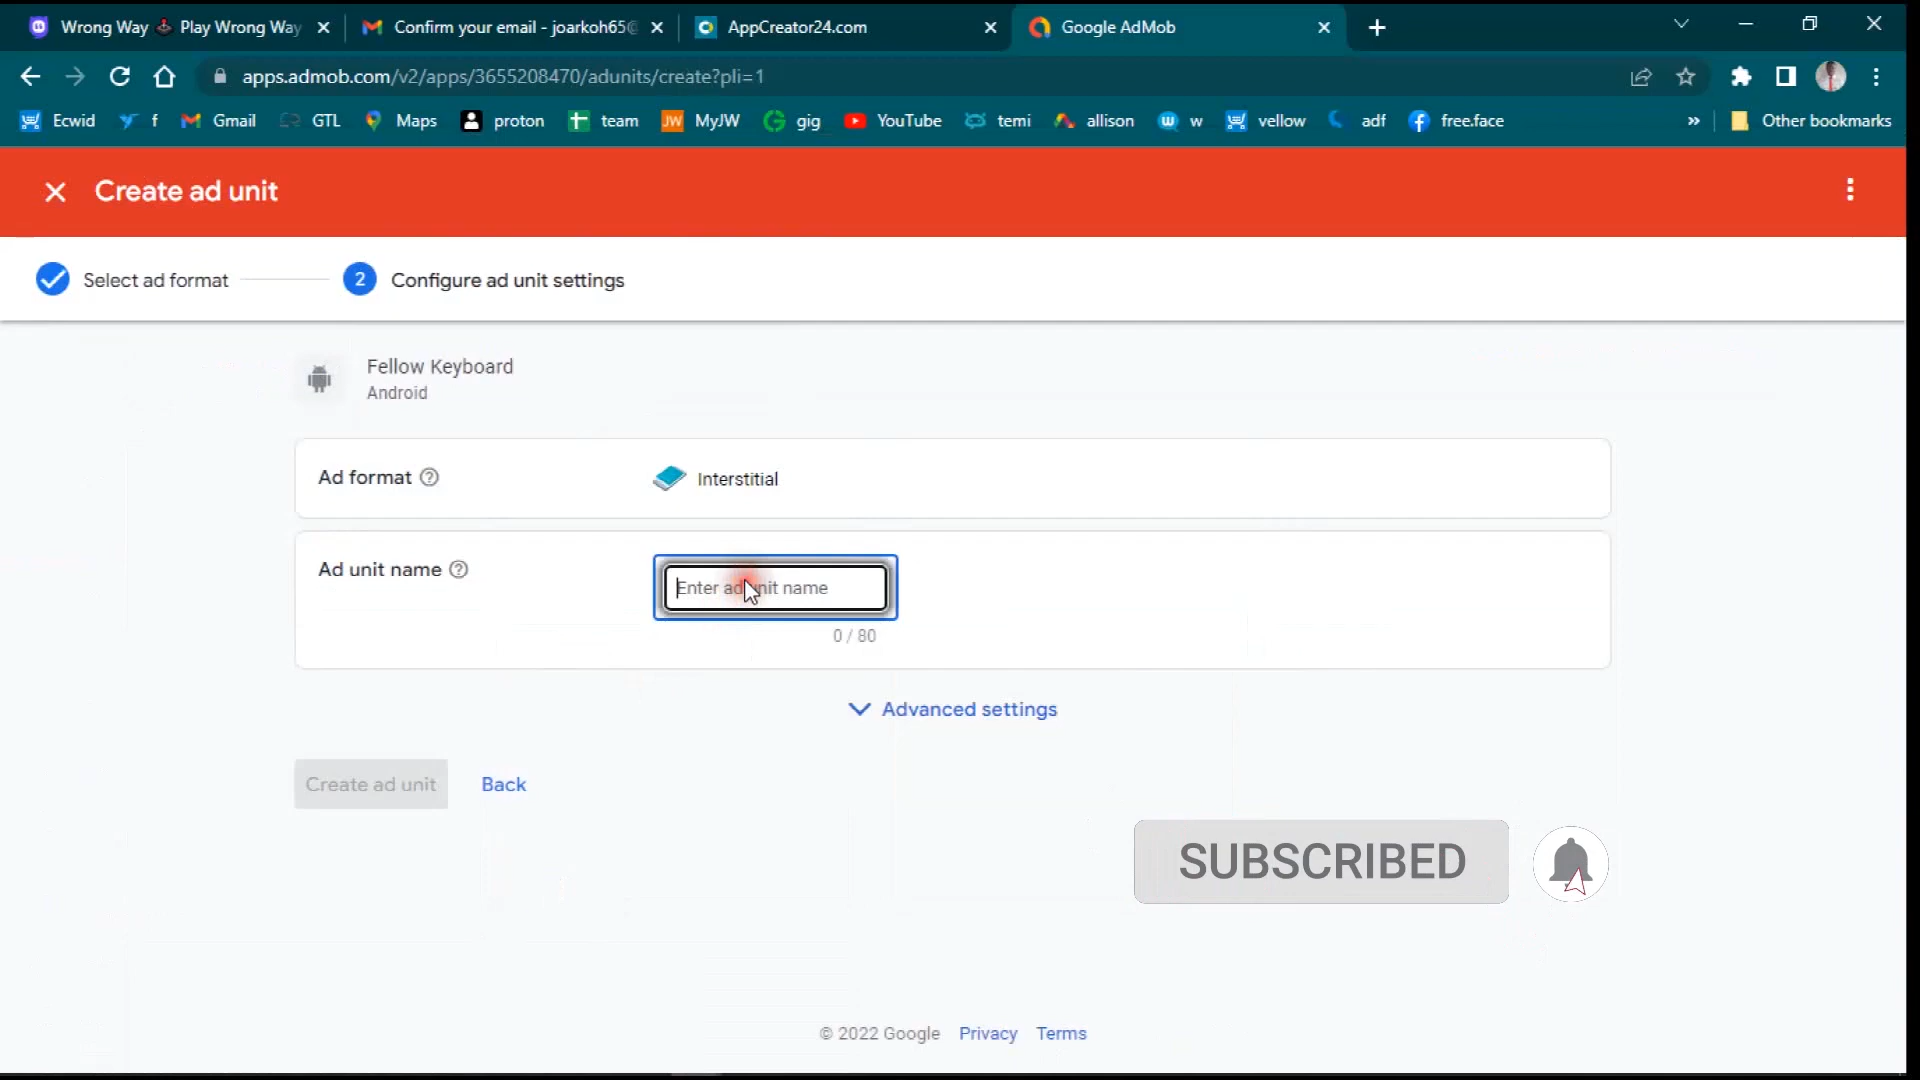 Wrong Way 🕹 Play Wrong Way
Confirm your email - joarkoh65@
AppCreator24.com
Google AdMob
apps.admob.com/v2/apps/3655208470/adunits/create?pli=1
Ecwid
f
Gmail
GTL
Maps
proton
team
JW MyJW
gig
YouTube
temi
allison
w
vellow
adf
free.face
»
Other bookmarks
Create ad unit
Select ad format
2 Configure ad unit settings
Fellow Keyboard
Android
Ad format
Interstitial
Ad unit name
Enter ad unit name
0 / 80
Advanced settings
Create ad unit
Back
SUBSCRIBED
© 2022 Google Privacy Terms